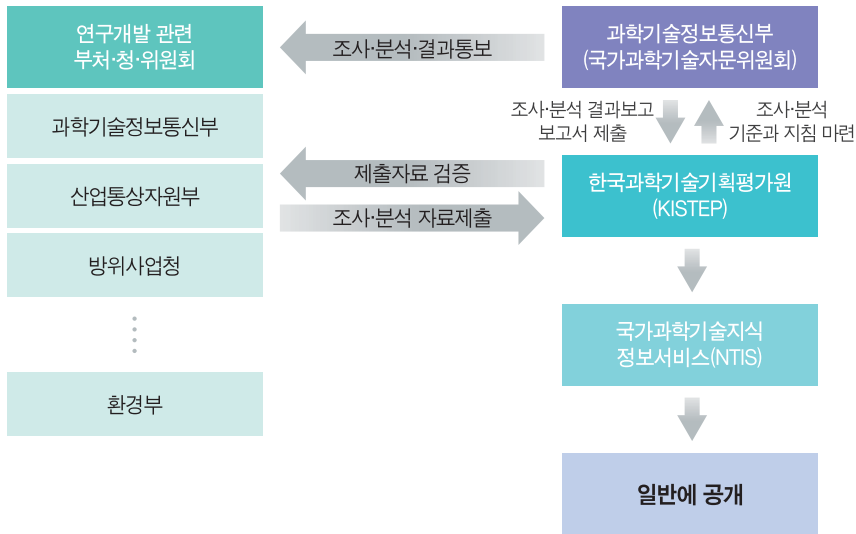 연구개발 관련
부처·청·위원회
과학기술정보통신부
산업통상자원부
방위사업청
환경부
조사·분석·결과통보
제출자료 검증
조사·분석 자료제출
과학기술정보통신부
(국가과학기술자문위원회)
조사·분석 결과보고
보고서 제출
조사·분석
기준과 지침 마련
한국과학기술기획평가원
(KISTEP)
국가과학기술지식
정보서비스(NTIS)
일반에 공개